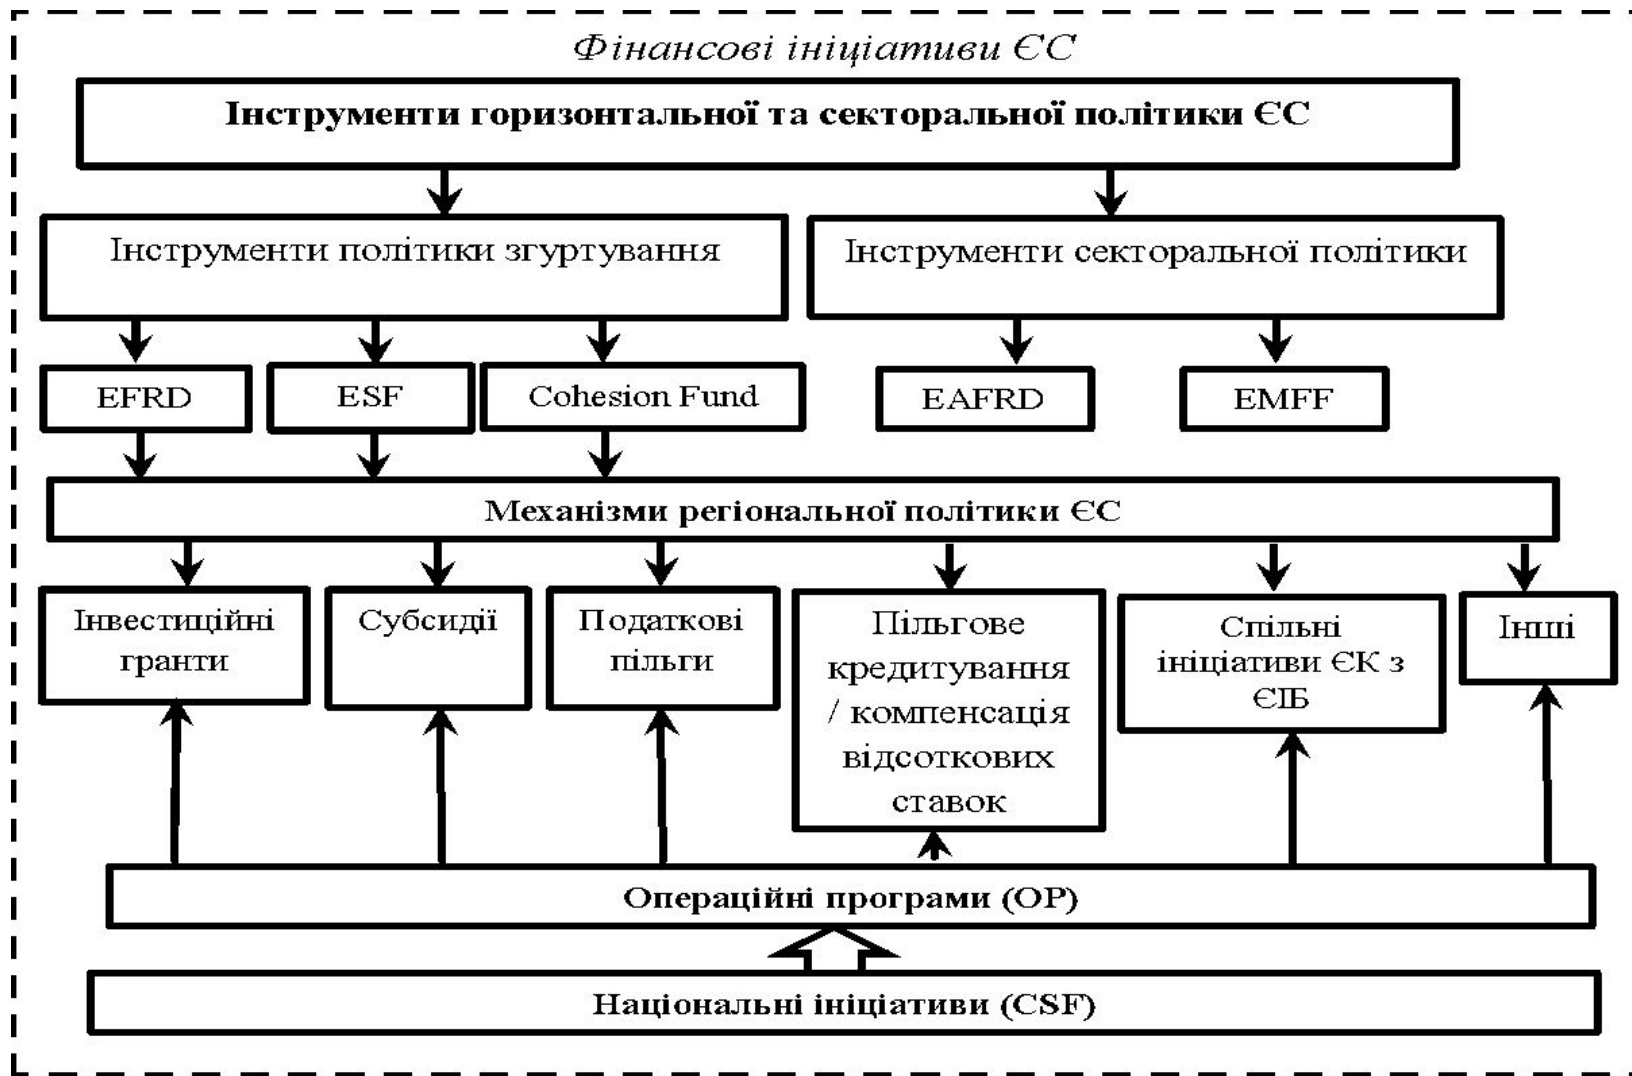 Фінансові ініціативи ЄС
Інструменти горизонтальної та секторальної політики ЄС
Інструменти політики згуртування
Інструменти секторальної політики
EFRD
ESF
Cohesion Fund
EAFRD
EMFF
Механізми регіональної політики ЄС
Інвестиційні
гранти
Субсидії
Податкові
пільги
Пільгове
кредитування
/ компенсація
відсоткових
ставок
Спільні
ініціативи ЄК з
ЄІБ
Інші
Операційні програми (ОР)
Національні ініціативи (CSF)